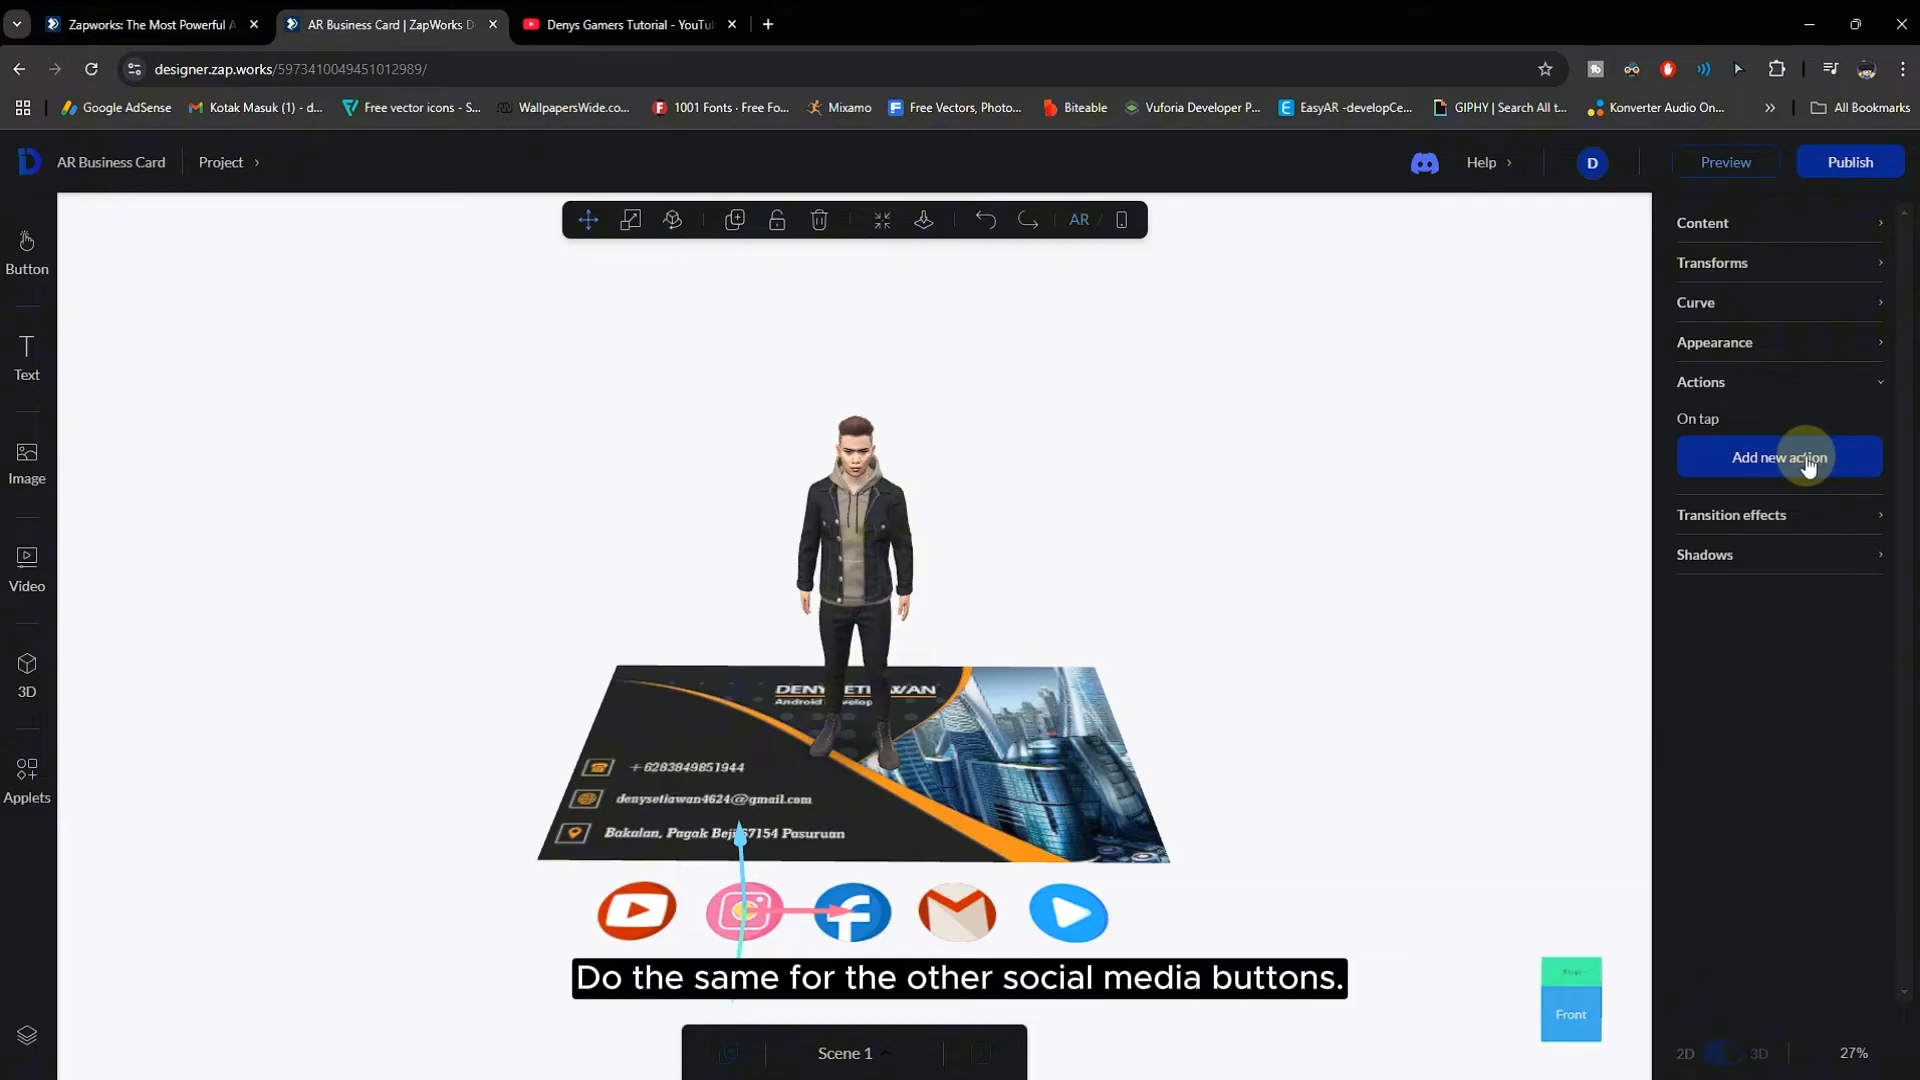 Zapworks: The Most Powerful A
AR Business Card | ZapWorks D
Denys Gamers Tutorial - YouTu
designer.zap.works/5973410049451012989/
Google AdSense
Kotak Masuk (1) - d...
Free vector icons - S...
WallpapersWide.co...
1001 Fonts · Free Fo...
Mixamo
Free Vectors, Photo...
Biteable
Vuforia Developer P...
EasyAR -developCe...
GIPHY | Search All t...
Konverter Audio On...
»
All Bookmarks
AR Business Card
Project
Help
D
Preview
Publish
AR
Button
Text
Image
Video
3D
Applets
Content
Transforms
Curve
Appearance
Actions
On tap
Add new action
Transition effects
Shadows
+6283849851944
denysetiawan4624@gmail.com
Bakalan, Pagak Beji 67154 Pasuruan
Do the same for the other social media buttons.
Front
Scene 1
2D
3D
27%